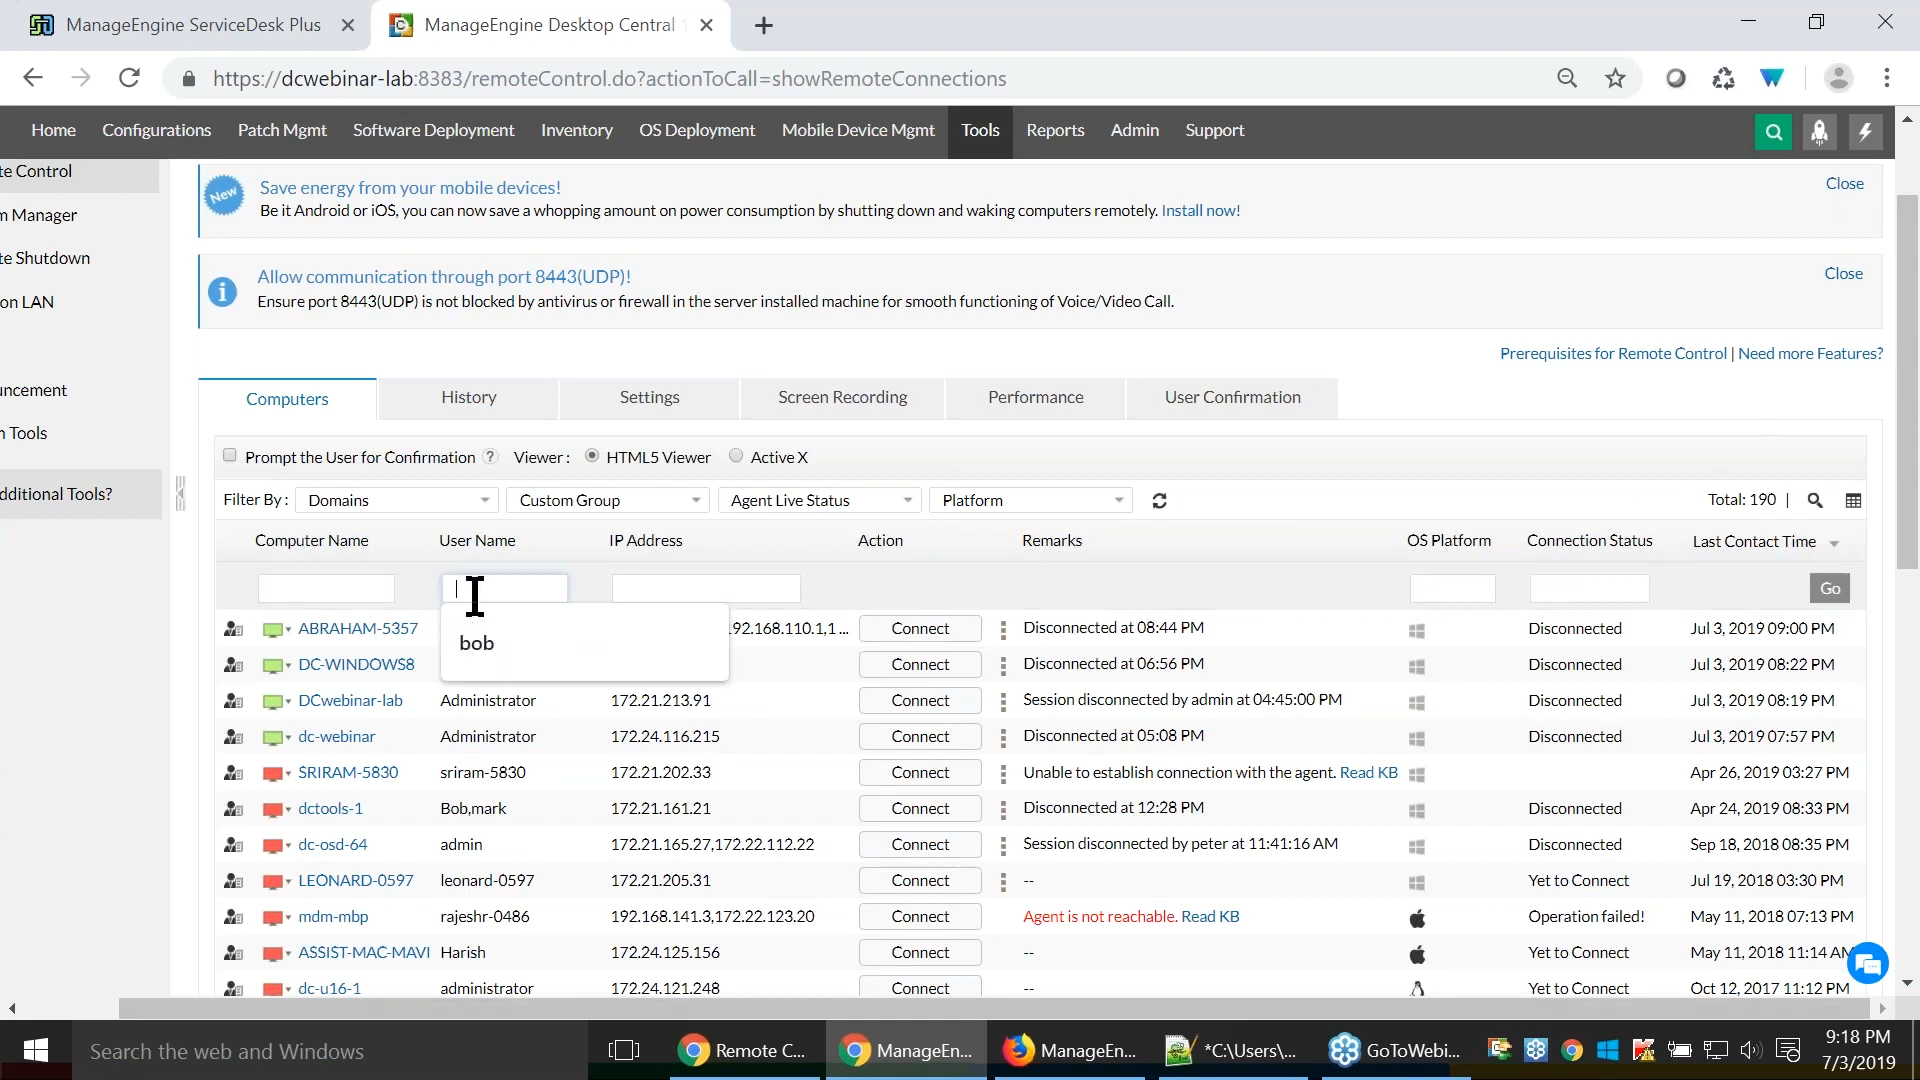 ManageEngine ServiceDesk Plus
ManageEngine Desktop Central
https://dcwebinar-lab:8383/remoteControl.do?actionToCall=showRemoteConnections
Home Configurations Patch Mgmt Software Deployment Inventory OS Deployment Mobile Device Mgmt Tools Reports Admin Support
te Control
m Manager
te Shutdown
on LAN
uncement
n Tools
dditional Tools?
New
Save energy from your mobile devices! Close
Be it Android or iOS, you can now save a whopping amount on power consumption by shutting down and waking computers remotely. Install now!
Allow communication through port 8443(UDP)! Close
Ensure port 8443(UDP) is not blocked by antivirus or firewall in the server installed machine for smooth functioning of Voice/Video Call.
Prerequisites for Remote Control | Need more Features?
Computers History Settings Screen Recording Performance User Confirmation
Prompt the User for Confirmation ? Viewer : HTML5 Viewer Active X
Filter By : Domains Custom Group Agent Live Status Platform Total: 190 |
Computer Name User Name IP Address Action Remarks OS Platform Connection Status Last Contact Time
Go
bob
ABRAHAM-5357 .92.168.110.1,1... Connect Disconnected at 08:44 PM Disconnected Jul 3, 2019 09:00 PM
DC-WINDOWS8 Connect Disconnected at 06:56 PM Disconnected Jul 3, 2019 08:22 PM
DCwebinar-lab Administrator 172.21.213.91 Connect Session disconnected by admin at 04:45:00 PM Disconnected Jul 3, 2019 08:19 PM
dc-webinar Administrator 172.24.116.215 Connect Disconnected at 05:08 PM Disconnected Jul 3, 2019 07:57 PM
SRIRAM-5830 sriram-5830 172.21.202.33 Connect Unable to establish connection with the agent. Read KB Apr 26, 2019 03:27 PM
dctools-1 Bob,mark 172.21.161.21 Connect Disconnected at 12:28 PM Disconnected Apr 24, 2019 08:33 PM
dc-osd-64 admin 172.21.165.27,172.22.112.22 Connect Session disconnected by peter at 11:41:16 AM Disconnected Sep 18, 2018 08:35 PM
LEONARD-0597 leonard-0597 172.21.205.31 Connect -- Yet to Connect Jul 19, 2018 03:30 PM
mdm-mbp rajeshr-0486 192.168.141.3,172.22.123.20 Connect Agent is not reachable. Read KB Operation failed! May 11, 2018 07:13 PM
ASSIST-MAC-MAVI Harish 172.24.125.156 Connect -- Yet to Connect May 11, 2018 11:14 AM
dc-u16-1 administrator 172.24.121.248 Connect -- Yet to Connect Oct 12, 2017 11:12 PM
Search the web and Windows Remote C... ManageEn... ManageEn... *C:\Users\... GoToWebi... 9:18 PM
7/3/2019